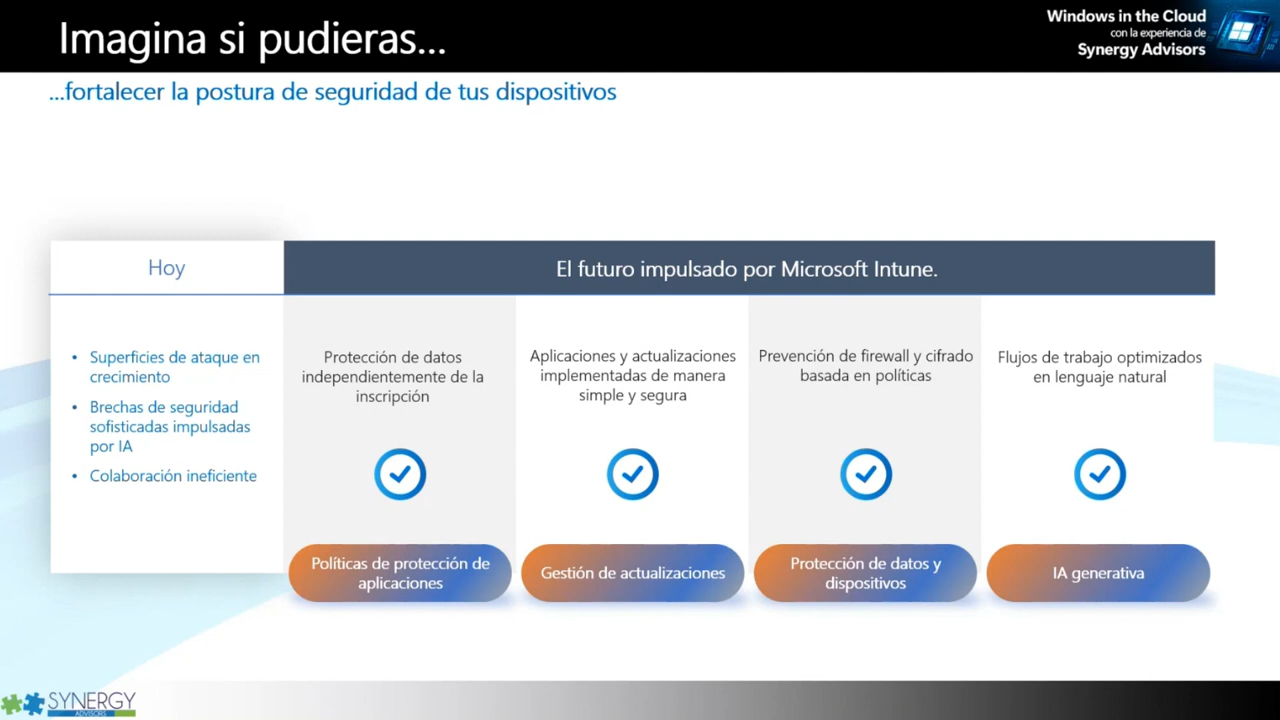 Imagina si pudieras...
Windows in the Cloud
con la experiencia de
Synergy Advisors
...fortalecer la postura de seguridad de tus dispositivos
Hoy
El futuro impulsado por Microsoft Intune.
• Superficies de ataque en
crecimiento
• Brechas de seguridad
sofisticadas impulsadas
por IA
• Colaboración ineficiente
Protección de datos
independientemente de la
inscripción
Políticas de protección de
aplicaciones
Aplicaciones y actualizaciones
implementadas de manera
simple y segura
Gestión de actualizaciones
Prevención de firewall y cifrado
basada en políticas
Protección de datos y
dispositivos
Flujos de trabajo optimizados
en lenguaje natural
IA generativa
SYNERGY
ADVISORS